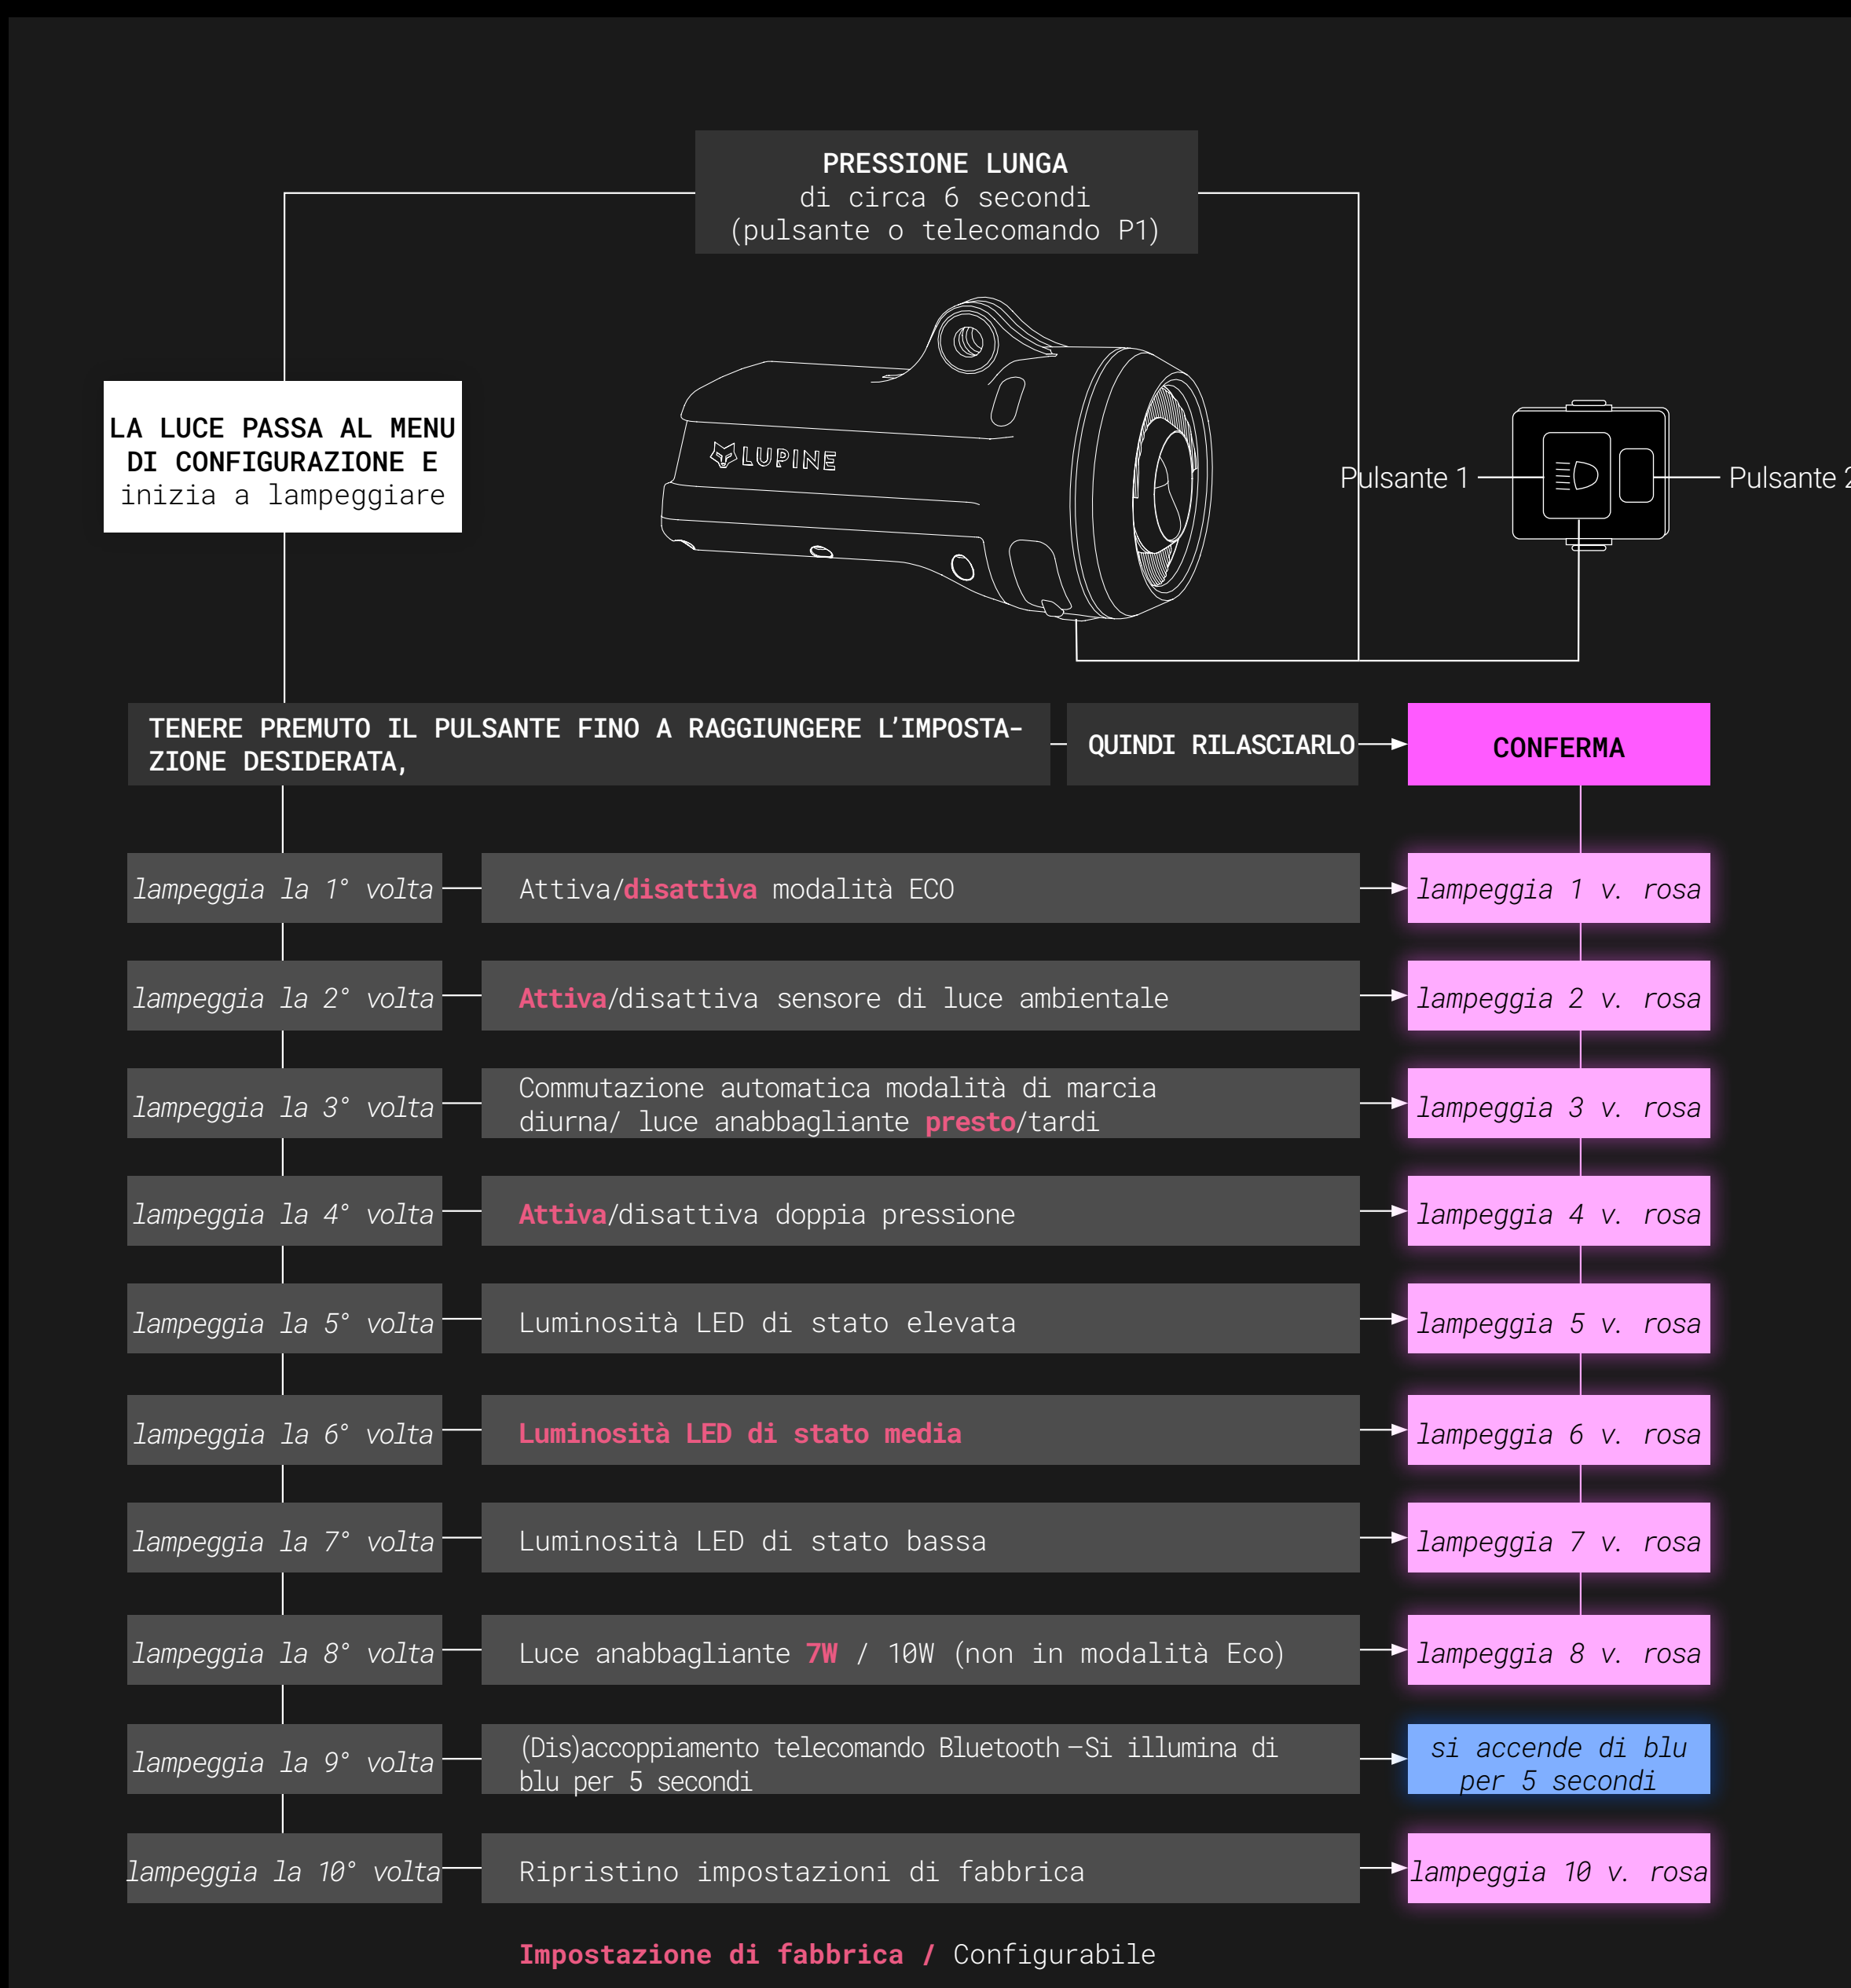 PRESSIONE LUNGA
di circa 6 secondi
(pulsante o telecomando P1)
LA LUCE PASSA AL MENU
DI CONFIGURAZIONE E
inizia a lampeggiare
LUPINE
Pulsante 1
Pulsante 2
TENERE PREMUTO IL PULSANTE FINO A RAGGIUNGERE L’IMPOSTA-
ZIONE DESIDERATA,
QUINDI RILASCIARLO
CONFERMA
lampeggia la 1° volta
Attiva/disattiva modalità ECO
lampeggia 1 v. rosa
lampeggia la 2° volta
Attiva/disattiva sensore di luce ambientale
lampeggia 2 v. rosa
lampeggia la 3° volta
Commutazione automatica modalità di marcia
diurna/ luce anabbagliante presto/tardi
lampeggia 3 v. rosa
lampeggia la 4° volta
Attiva/disattiva doppia pressione
lampeggia 4 v. rosa
lampeggia la 5° volta
Luminosità LED di stato elevata
lampeggia 5 v. rosa
lampeggia la 6° volta
Luminosità LED di stato media
lampeggia 6 v. rosa
lampeggia la 7° volta
Luminosità LED di stato bassa
lampeggia 7 v. rosa
lampeggia la 8° volta
Luce anabbagliante 7W / 10W (non in modalità Eco)
lampeggia 8 v. rosa
lampeggia la 9° volta
(Dis)accoppiamento telecomando Bluetooth –Si illumina di
blu per 5 secondi
si accende di blu
per 5 secondi
lampeggia la 10° volta
Ripristino impostazioni di fabbrica
lampeggia 10 v. rosa
Impostazione di fabbrica / Configurabile